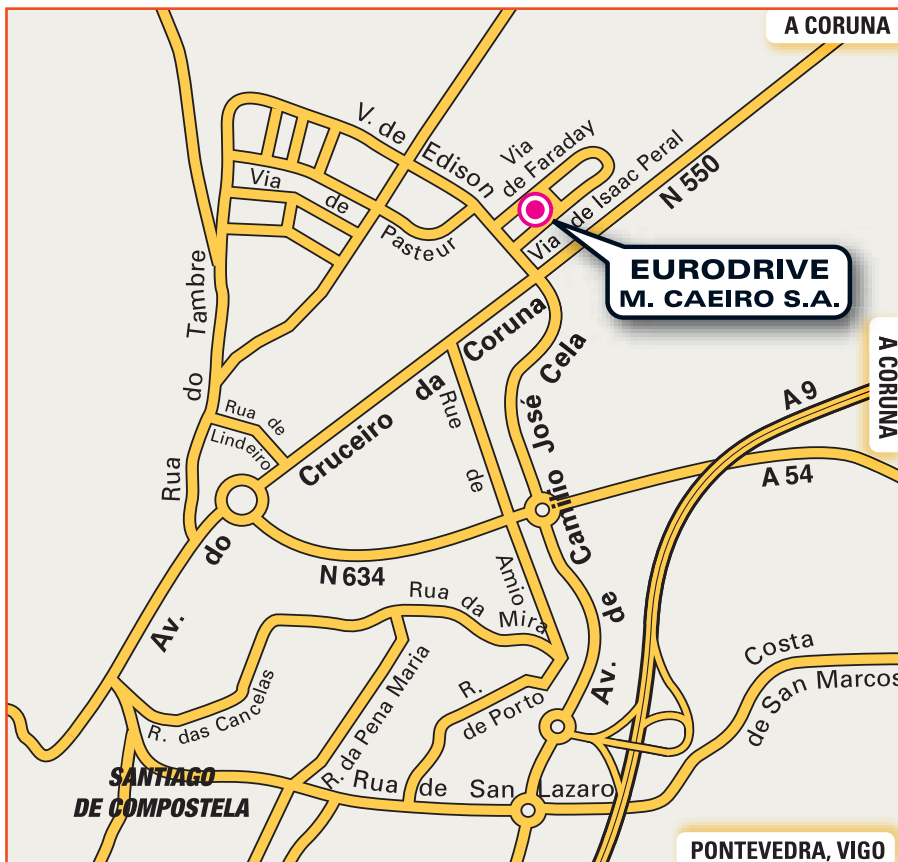 A CORUNA
V. de Edison
Via
de Faraday
Via de Isaac Peral
N 550
Via de Pasteur
EURODRIVE
M. CAEIRO S.A.
A CORUNA
Rua do Tambre
Rua de
Lindeiro
Av. do Cruceiro da Coruna
Rue de Amio
Av. de Camilio José Cela
A 9
A 54
N 634
Rua da Mira
R. das Cancelas
R. da Pena Maria
R.
de Porto
Costa
de San Marcos
Rua de San Lazaro
SANTIAGO
DE COMPOSTELA
PONTEVEDRA, VIGO